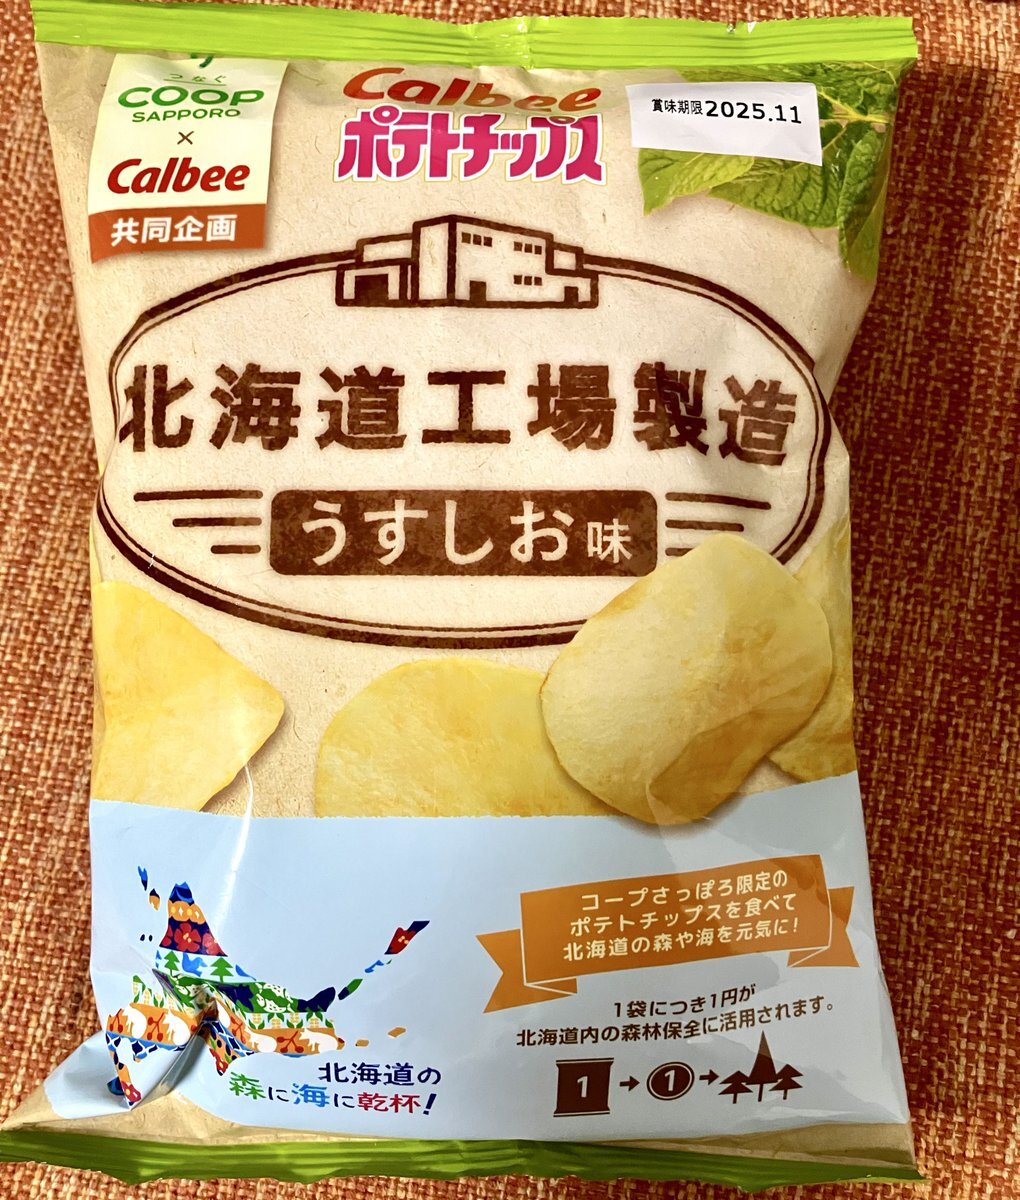 つなぐ
COOP
SAPPORO
×
Calbee
共同企画
Calbee
ポテトチップス
賞味期限2025.11
北海道工場製造
うすしお味
コープさっぽろ限定の
ポテトチップスを食べて
北海道の森や海を元気に!
1袋につき1円が
北海道内の森林保全に活用されます。
1→1→
北海道の
森に海に乾杯!